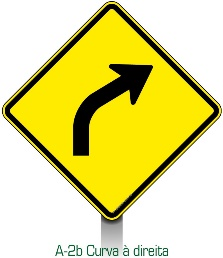 A-2b Curva à direita